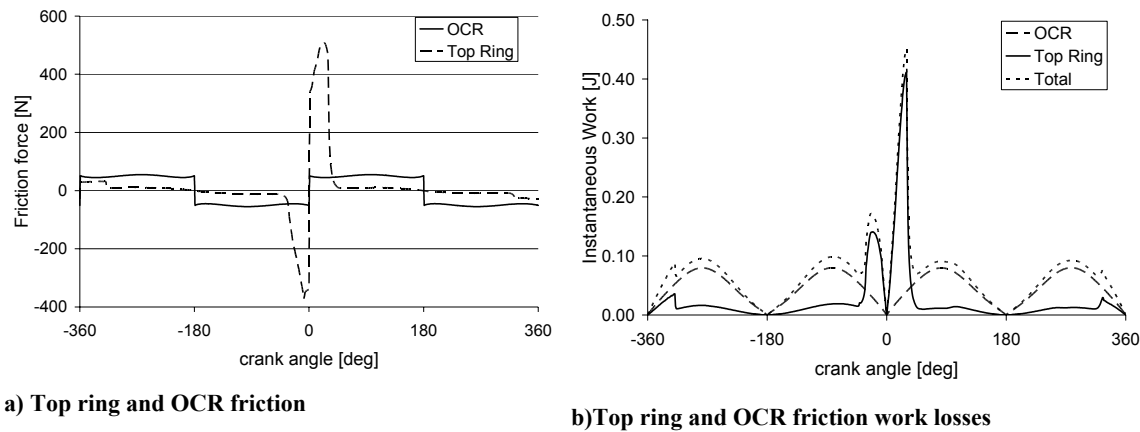 600
400
200
0
-200
-400
Friction force [N]
OCR
Top Ring
-360
-180
0
180
360
crank angle [deg]
a) Top ring and OCR friction
0.50
0.40
0.30
0.20
0.10
0.00
Instantaneous Work [J]
OCR
Top Ring
Total
-360
-180
0
180
360
crank angle [deg]
b)Top ring and OCR friction work losses